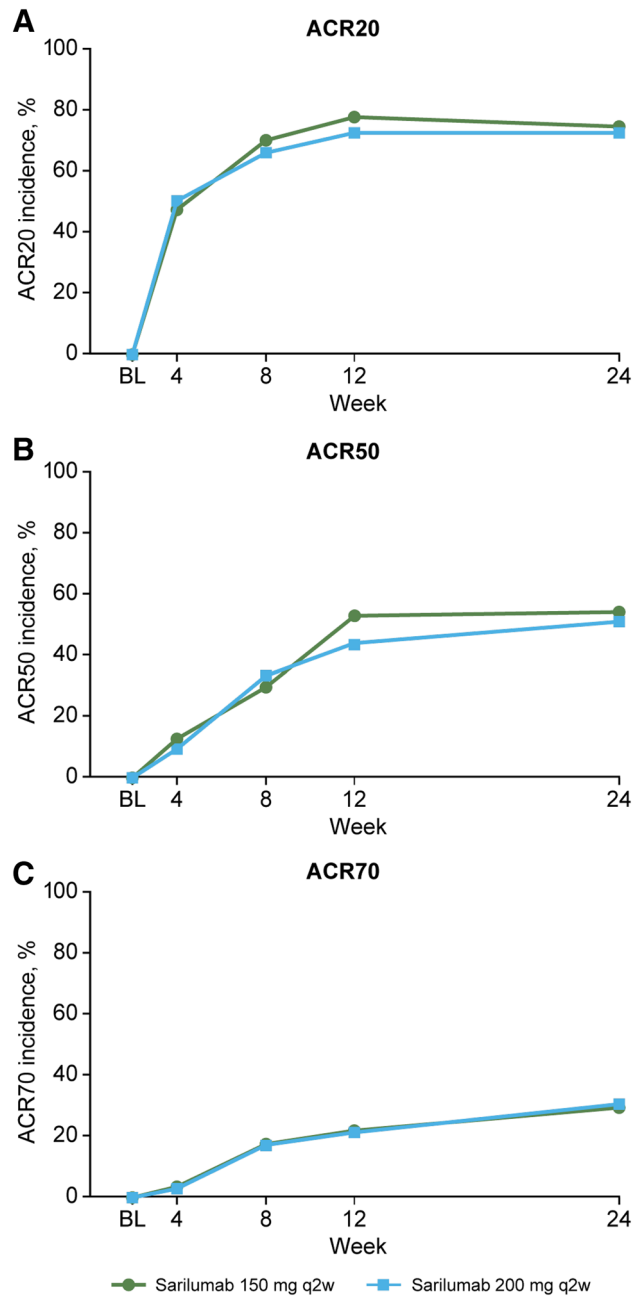 A
ACR20
ACR20 incidence, %
100
80
60
40
20
0
BL 4 8 12 24
Week
B
ACR50
ACR50 incidence, %
100
80
60
40
20
0
BL 4 8 12 24
Week
C
ACR70
ACR70 incidence, %
100
80
60
40
20
0
BL 4 8 12 24
Week
Sarilumab 150 mg q2w Sarilumab 200 mg q2w